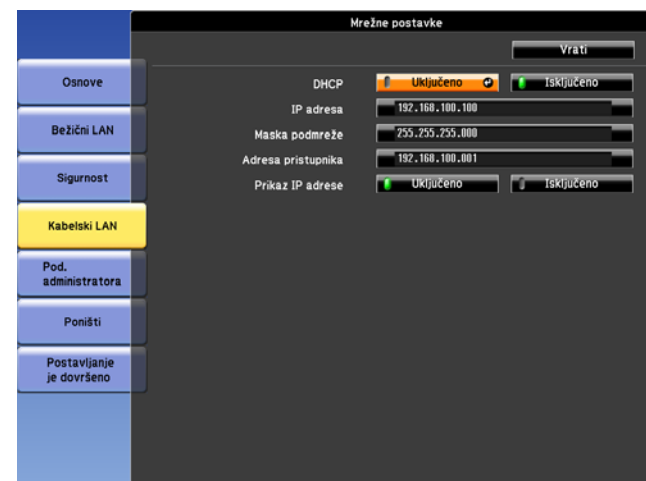 Mrežne postavke
Vrati
Osnove
Bežični LAN
Sigurnost
Kabelski LAN
Pod.
administratora
Poništi
Postavljanje
je dovršeno
DHCP Uključeno Isključeno
IP adresa 192.168.100.100
Maska podmreže 255.255.255.000
Adresa pristupnika 192.168.100.001
Prikaz IP adrese Uključeno Isključeno